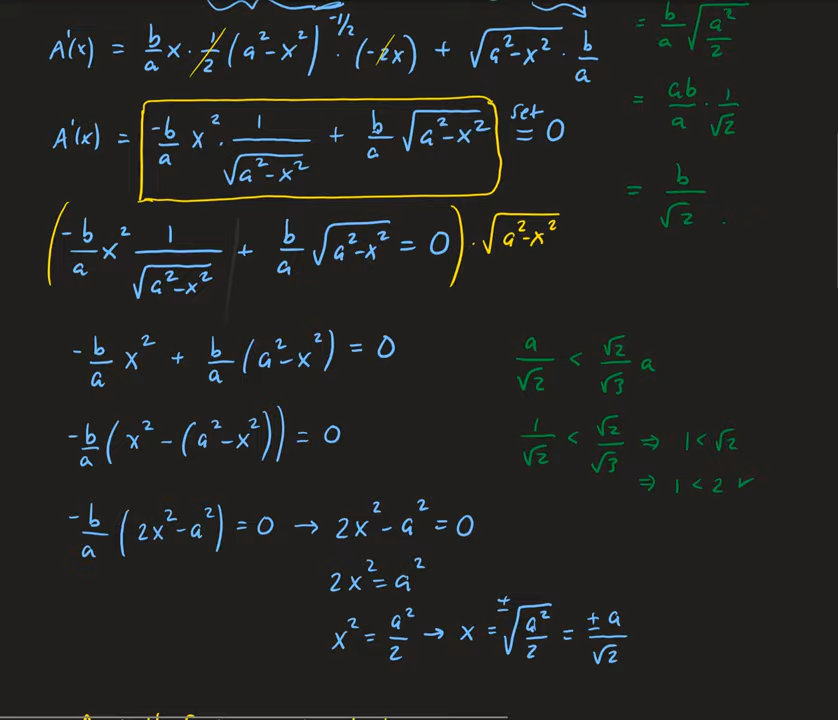 A'(x) = b/a x · 1/2 (a² - x²)^(-1/2) · (-2x) + √(a² - x²) · b/a
= b/a √(a²/2)
= ab/a · 1/√2
A'(x) = -b/a x² · 1/√(a² - x²) + b/a √(a² - x²) set = 0
= b/√2 .
(-b/a x² 1/√(a² - x²) + b/a √(a² - x²) = 0) · √(a² - x²)
-b/a x² + b/a (a² - x²) = 0
a/√2 < √2/√3 a
-b/a (x² - (a² - x²)) = 0
1/√2 < √2/√3 ⇒ 1 < √2
⇒ 1 < 2 ✓
-b/a (2x² - a²) = 0 → 2x² - a² = 0
2x² = a²
x² = a²/2 → x = ±√(a²/2) = ±a/√2